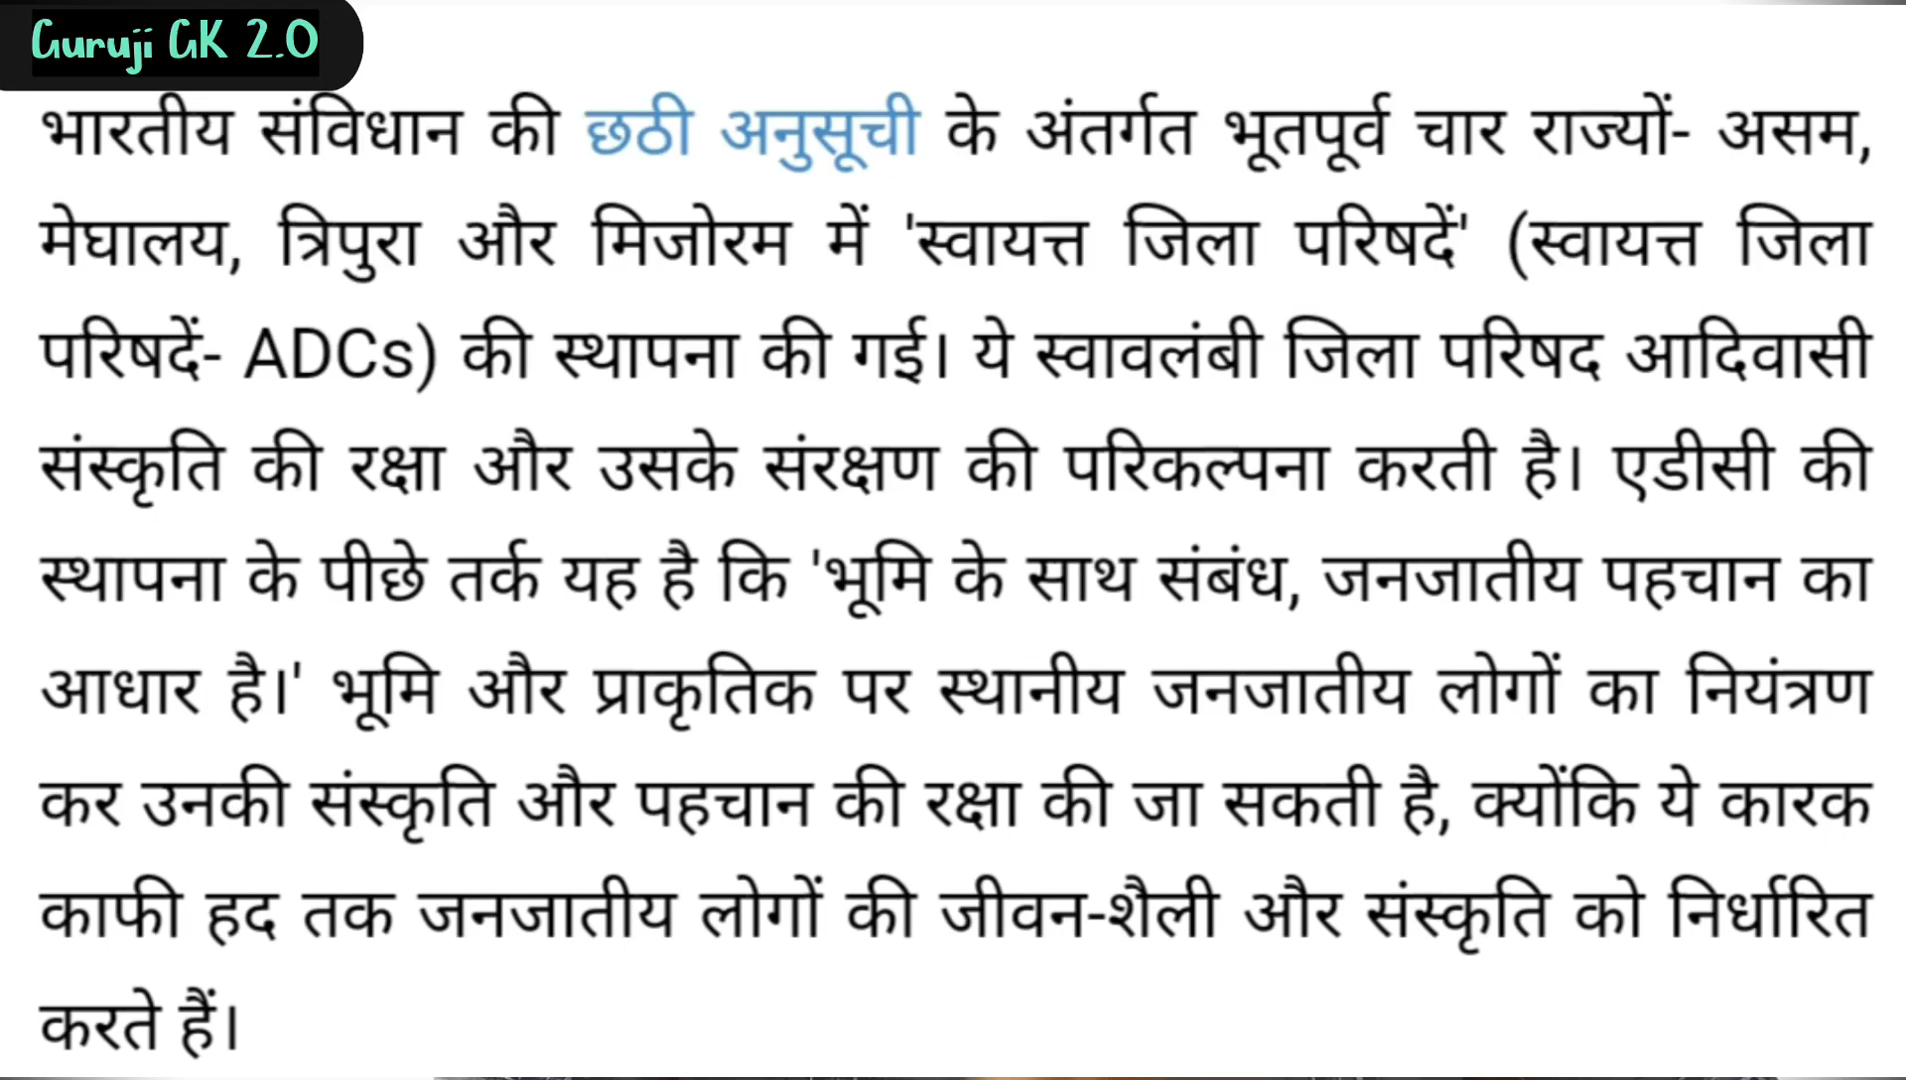 Guruji GK 2.0
भारतीय संविधान की छठी अनुसूची के अंतर्गत भूतपूर्व चार राज्यों- असम,
मेघालय, त्रिपुरा और मिजोरम में 'स्वायत्त जिला परिषदें' (स्वायत्त जिला
परिषदें- ADCs) की स्थापना की गई। ये स्वावलंबी जिला परिषद आदिवासी
संस्कृति की रक्षा और उसके संरक्षण की परिकल्पना करती है। एडीसी की
स्थापना के पीछे तर्क यह है कि 'भूमि के साथ संबंध, जनजातीय पहचान का
आधार है।' भूमि और प्राकृतिक पर स्थानीय जनजातीय लोगों का नियंत्रण
कर उनकी संस्कृति और पहचान की रक्षा की जा सकती है, क्योंकि ये कारक
काफी हद तक जनजातीय लोगों की जीवन-शैली और संस्कृति को निर्धारित
करते हैं।